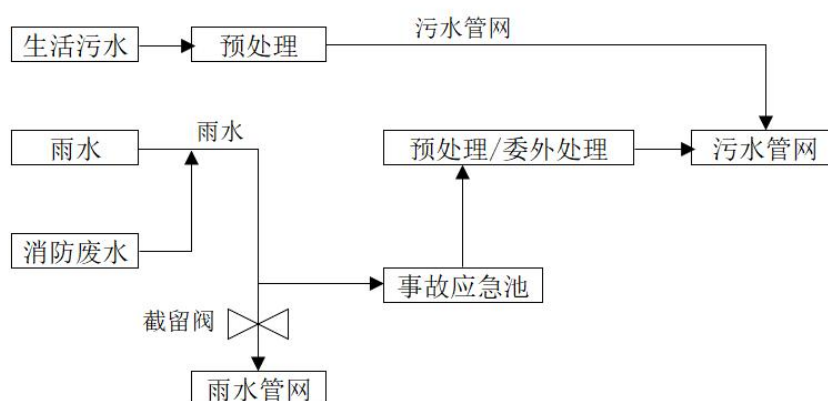 污水管网
生活污水
预处理
雨水
雨水
预处理/委外处理
污水管网
消防废水
事故应急池
截留阀
雨水管网